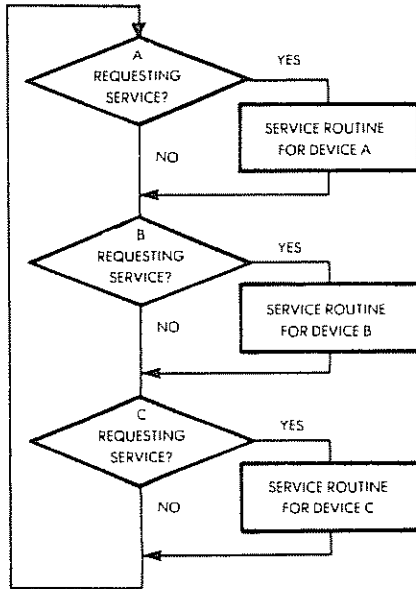 A
REQUESTING
SERVICE?
YES
SERVICE ROUTINE
FOR DEVICE A
NO
B
REQUESTING
SERVICE?
YES
SERVICE ROUTINE
FOR DEVICE B
NO
C
REQUESTING
SERVICE?
YES
SERVICE ROUTINE
FOR DEVICE C
NO